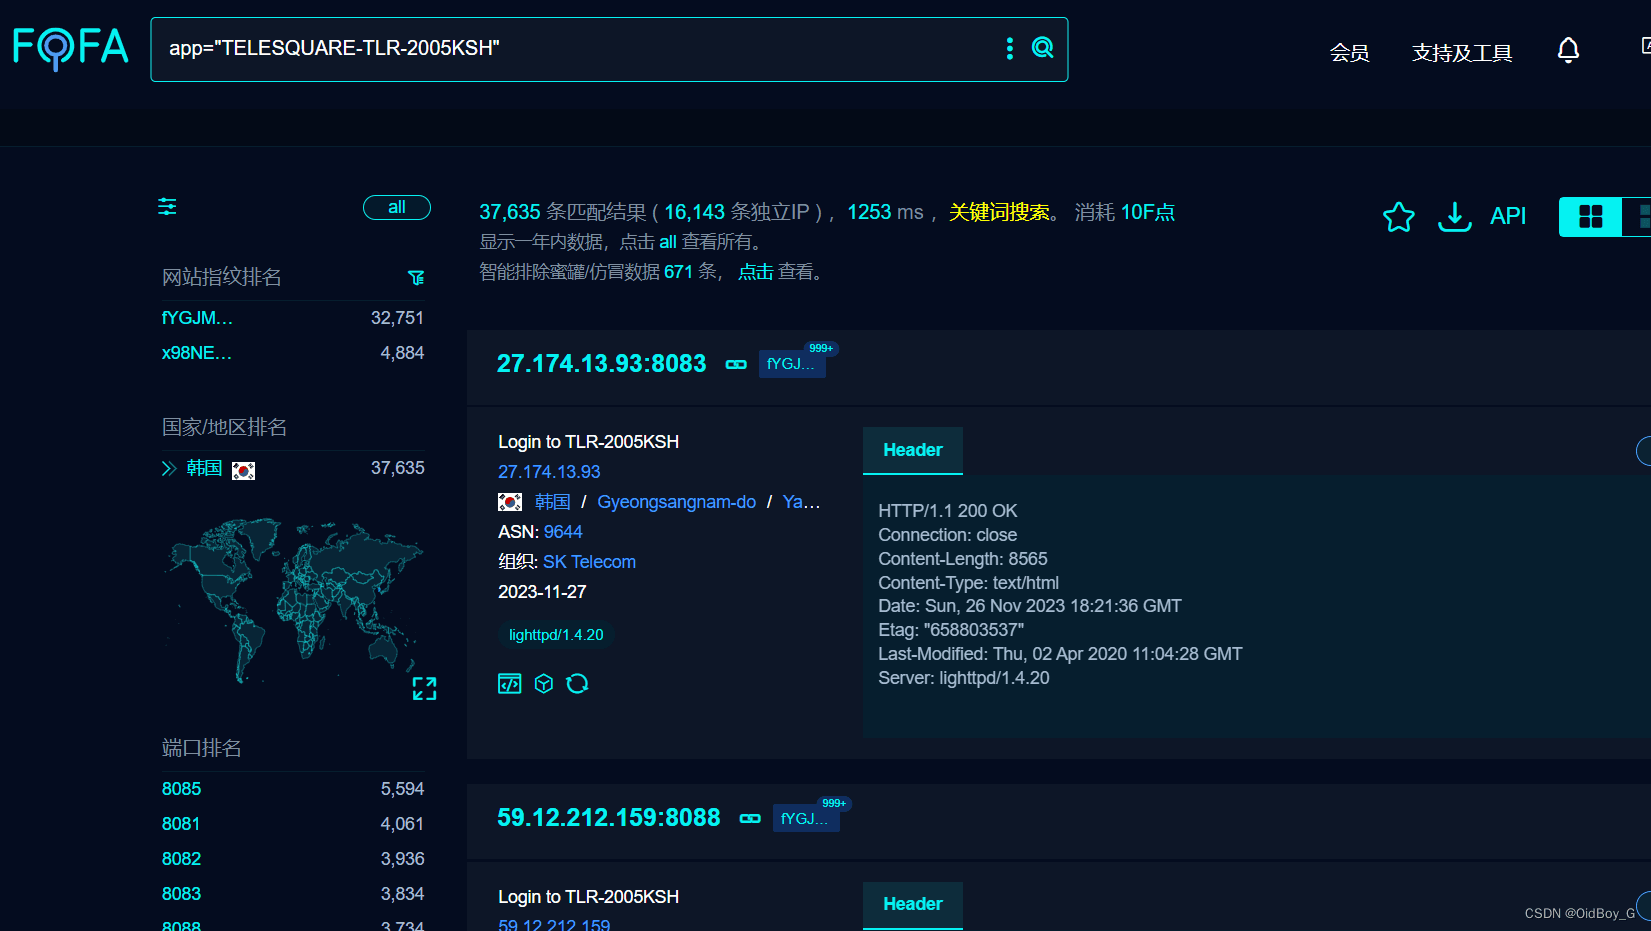 FOFA
app="TELESQUARE-TLR-2005KSH"
会员
支持及工具
all
37,635 条匹配结果 ( 16,143 条独立IP ) ，1253 ms ，关键词搜索。 消耗 10F点
显示一年内数据，点击 all 查看所有。
智能排除蜜罐/仿冒数据 671 条， 点击 查看。
API
网站指纹排名
fYGJM... 32,751
x98NE... 4,884
国家/地区排名
韩国 37,635
端口排名
8085 5,594
8081 4,061
8082 3,936
8083 3,834
8088 3,734
27.174.13.93:8083
fYGJ...
999+
Login to TLR-2005KSH
27.174.13.93
韩国 / Gyeongsangnam-do / Ya...
ASN: 9644
组织: SK Telecom
2023-11-27
lighttpd/1.4.20
Header
HTTP/1.1 200 OK
Connection: close
Content-Length: 8565
Content-Type: text/html
Date: Sun, 26 Nov 2023 18:21:36 GMT
Etag: "658803537"
Last-Modified: Thu, 02 Apr 2020 11:04:28 GMT
Server: lighttpd/1.4.20
59.12.212.159:8088
fYGJ...
999+
Login to TLR-2005KSH
59.12.212.159
Header
CSDN @OidBoy_G